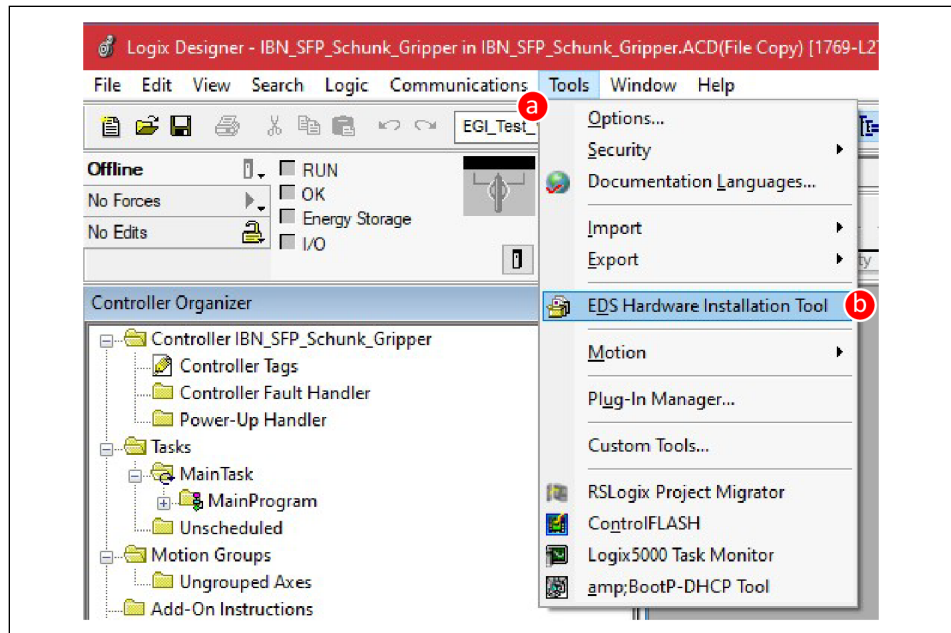 Logix Designer - IBN_SFP_Schunk_Gripper in IBN_SFP_Schunk_Gripper.ACD(File Copy) [1769-L2
File Edit View Search Logic Communications Tools Window Help
a
EGI_Test_
Offline
RUN
No Forces
OK
Energy Storage
No Edits
I/O
Options...
Security
Documentation Languages...
Import
Export
ty
EDS Hardware Installation Tool
b
Motion
Plug-In Manager...
Custom Tools...
RSLogix Project Migrator
ControlFLASH
Logix5000 Task Monitor
amp;BootP-DHCP Tool
Controller Organizer
Controller IBN_SFP_Schunk_Gripper
Controller Tags
Controller Fault Handler
Power-Up Handler
Tasks
MainTask
MainProgram
Unscheduled
Motion Groups
Ungrouped Axes
Add-On Instructions